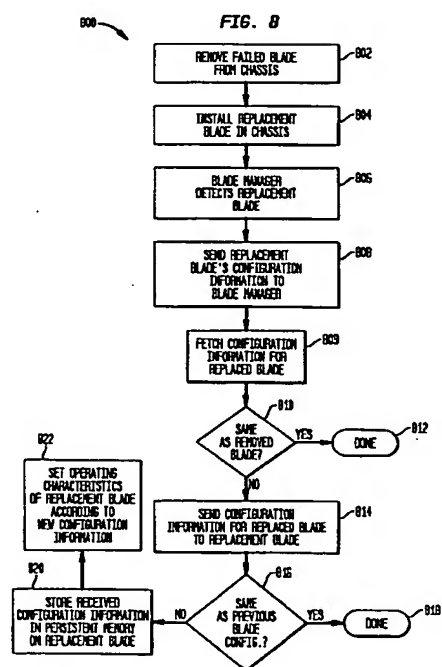 800
FIG. 8
REMOVE FAILED BLADE
FROM CHASSIS
802
INSTALL REPLACEMENT
BLADE IN CHASSIS
804
BLADE MANAGER
DETECTS REPLACEMENT
BLADE
806
SEND REPLACEMENT
BLADE'S CONFIGURATION
INFORMATION TO
BLADE MANAGER
808
FETCH CONFIGURATION
INFORMATION FOR
REPLACED BLADE
809
810
SAME
AS REMOVED
BLADE?
YES
DONE
812
NO
822
SET OPERATING
CHARACTERISTICS
OF REPLACEMENT BLADE
ACCORDING TO
NEW CONFIGURATION
INFORMATION
SEND CONFIGURATION
INFORMATION FOR REPLACED BLADE
TO REPLACEMENT BLADE
814
820
STORE RECEIVED
CONFIGURATION INFORMATION
IN PERSISTENT MEMORY
ON REPLACEMENT BLADE
NO
816
SAME
AS PREVIOUS
BLADE
CONFIG.?
YES
DONE
818